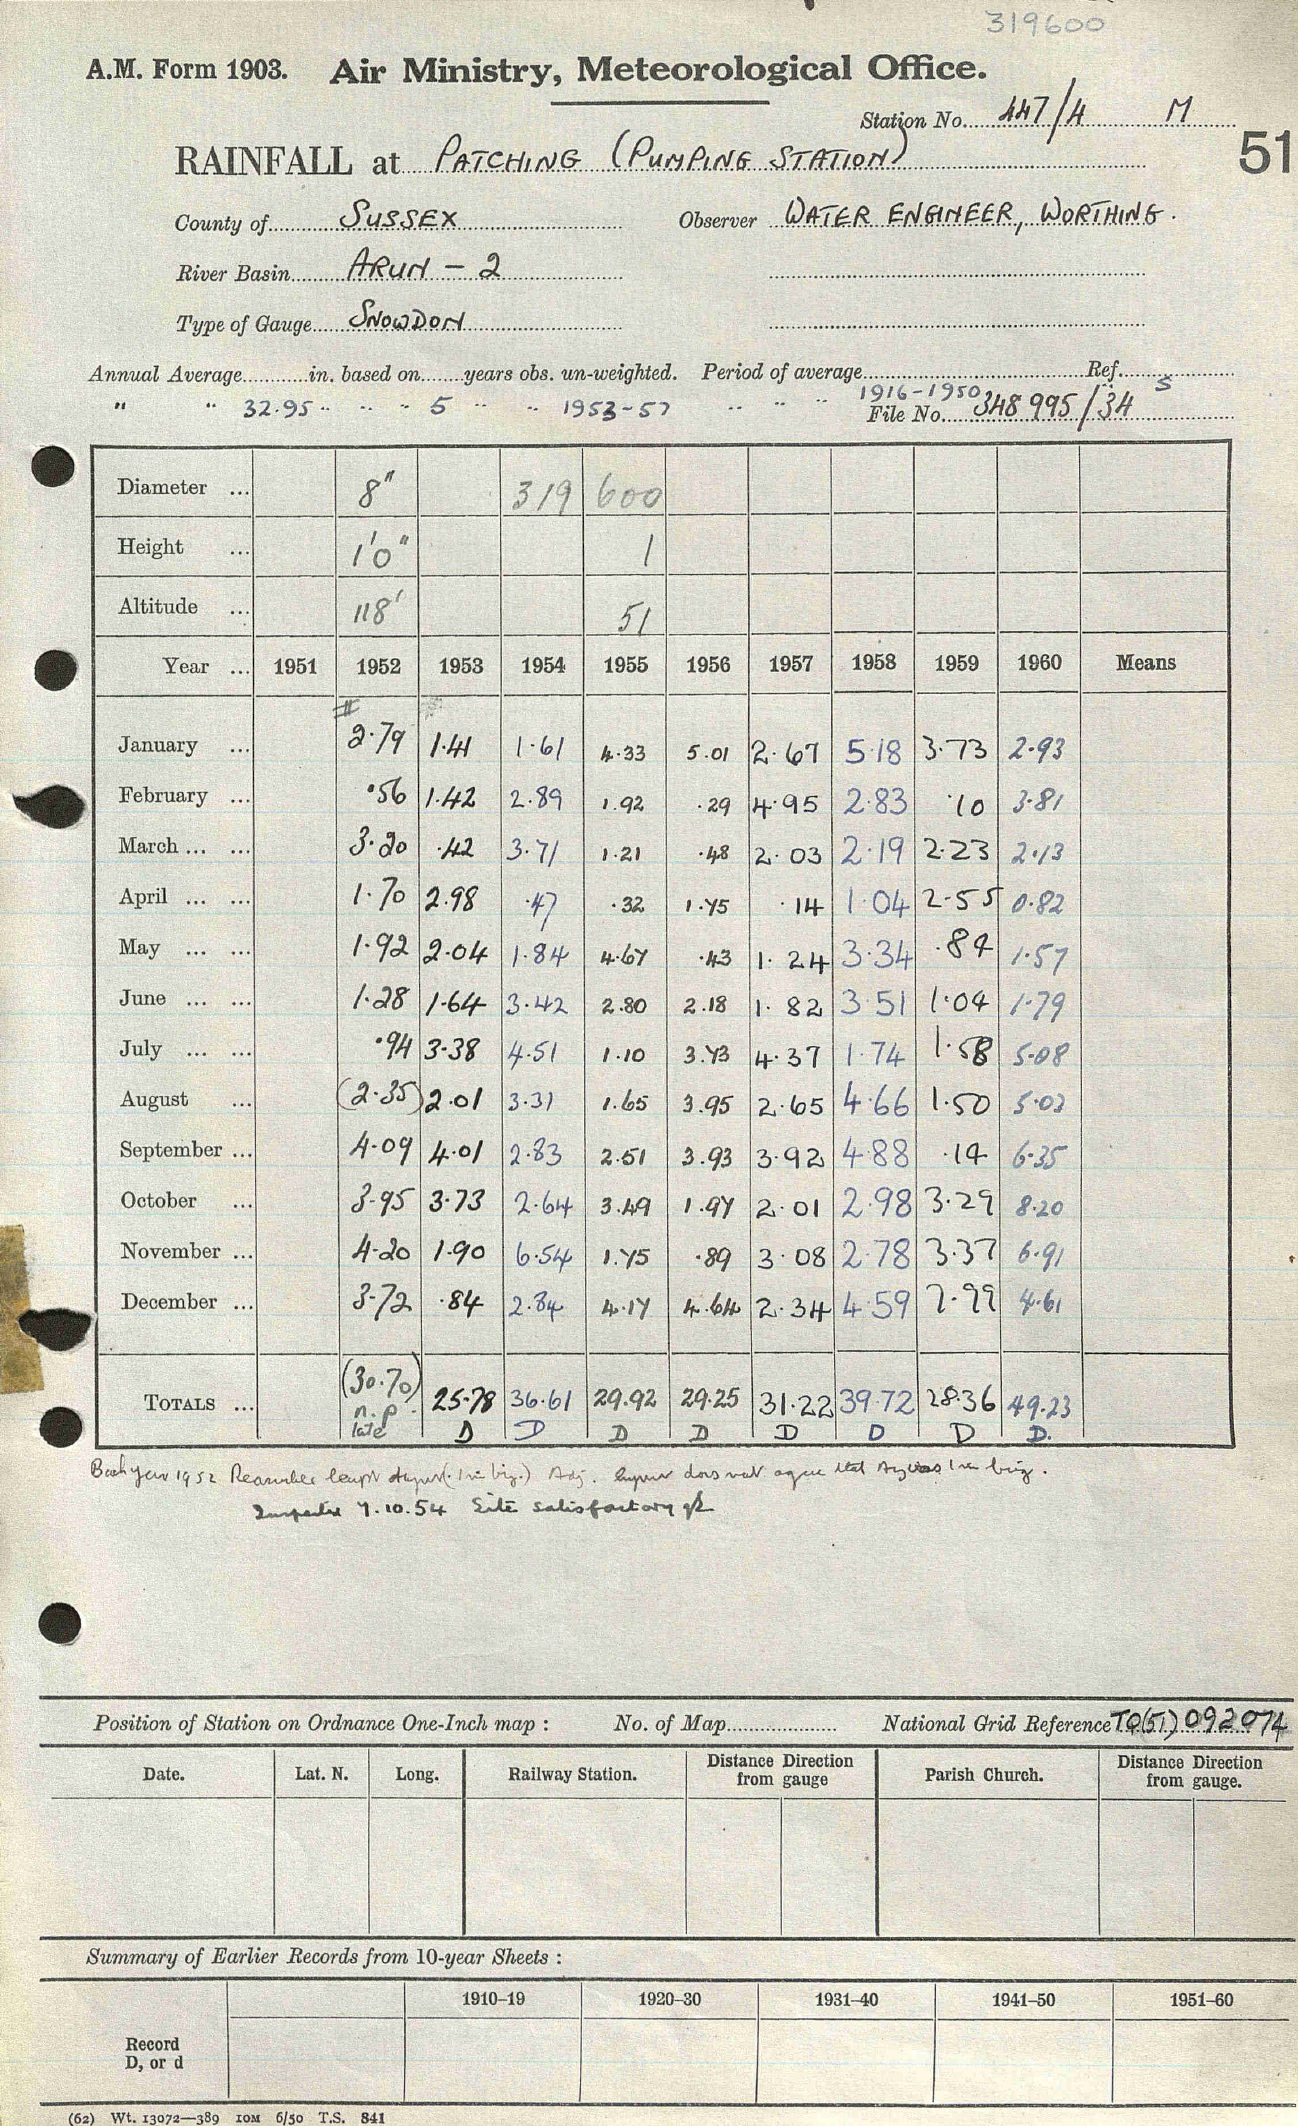 319600
A.M. Form 1903. Air Ministry, Meteorological Office.
Station No. 447/4 M
51
RAINFALL at PATCHING (PUMPING STATION)
County of SUSSEX Observer WATER ENGINEER, WORTHING.
River Basin ARUN - 2
Type of Gauge SNOWDON
Annual Average............in. based on........years obs. un-weighted. Period of average............ Ref............
" " 32.95 " " " 5 " " 1953-57 " " " 1916-1950 S
File No. 348995/34
Diameter ... 8" 319 600
Height ... 1'0" 1
Altitude ... 118' 51
Year ... 1951 1952 1953 1954 1955 1956 1957 1958 1959 1960 Means
# #
January ... 2.79 1.41 1.61 4.33 5.01 2.67 5.18 3.73 2.93
February ... .56 1.42 2.89 1.92 .29 4.95 2.83 .10 3.81
March ... ... 3.20 .42 3.71 1.21 .48 2.03 2.19 2.23 2.13
April ... ... 1.70 2.98 .47 .32 1.75 .14 1.04 2.55 0.82
May ... ... 1.92 2.04 1.84 4.67 .43 1.24 3.34 .84 1.57
June ... ... 1.28 1.64 3.42 2.80 2.18 1.82 3.51 1.04 1.79
July ... ... .94 3.38 4.51 1.10 3.73 4.37 1.74 1.58 5.08
August ... (2.35) 2.01 3.31 1.65 3.95 2.65 4.66 1.50 5.03
September ... 4.09 4.01 2.83 2.51 3.93 3.92 4.88 .14 6.35
October ... 3.95 3.73 2.64 3.49 1.97 2.01 2.98 3.29 8.20
November ... 4.20 1.90 6.54 1.75 .89 3.08 2.78 3.37 6.91
December ... 3.72 .84 2.84 4.17 4.64 2.34 4.59 7.99 4.61
TOTALS ... (30.70) 25.78 36.61 29.92 29.25 31.22 39.72 28.36 49.23
n.p. late D D D D D D D D.
1952 Adj. does not agree
Inspected 7.10.54 Site satisfactory
Position of Station on Ordnance One-Inch map : No. of Map.................. National Grid Reference TQ(51) 092074
Date. Lat. N. Long. Railway Station. Distance Direction from gauge Parish Church. Distance Direction from gauge.
Summary of Earlier Records from 10-year Sheets :
1910–19 1920–30 1931–40 1941–50 1951–60
Record
D, or d
(62) Wt. 13072—389 10M 6/50 T.S. 841